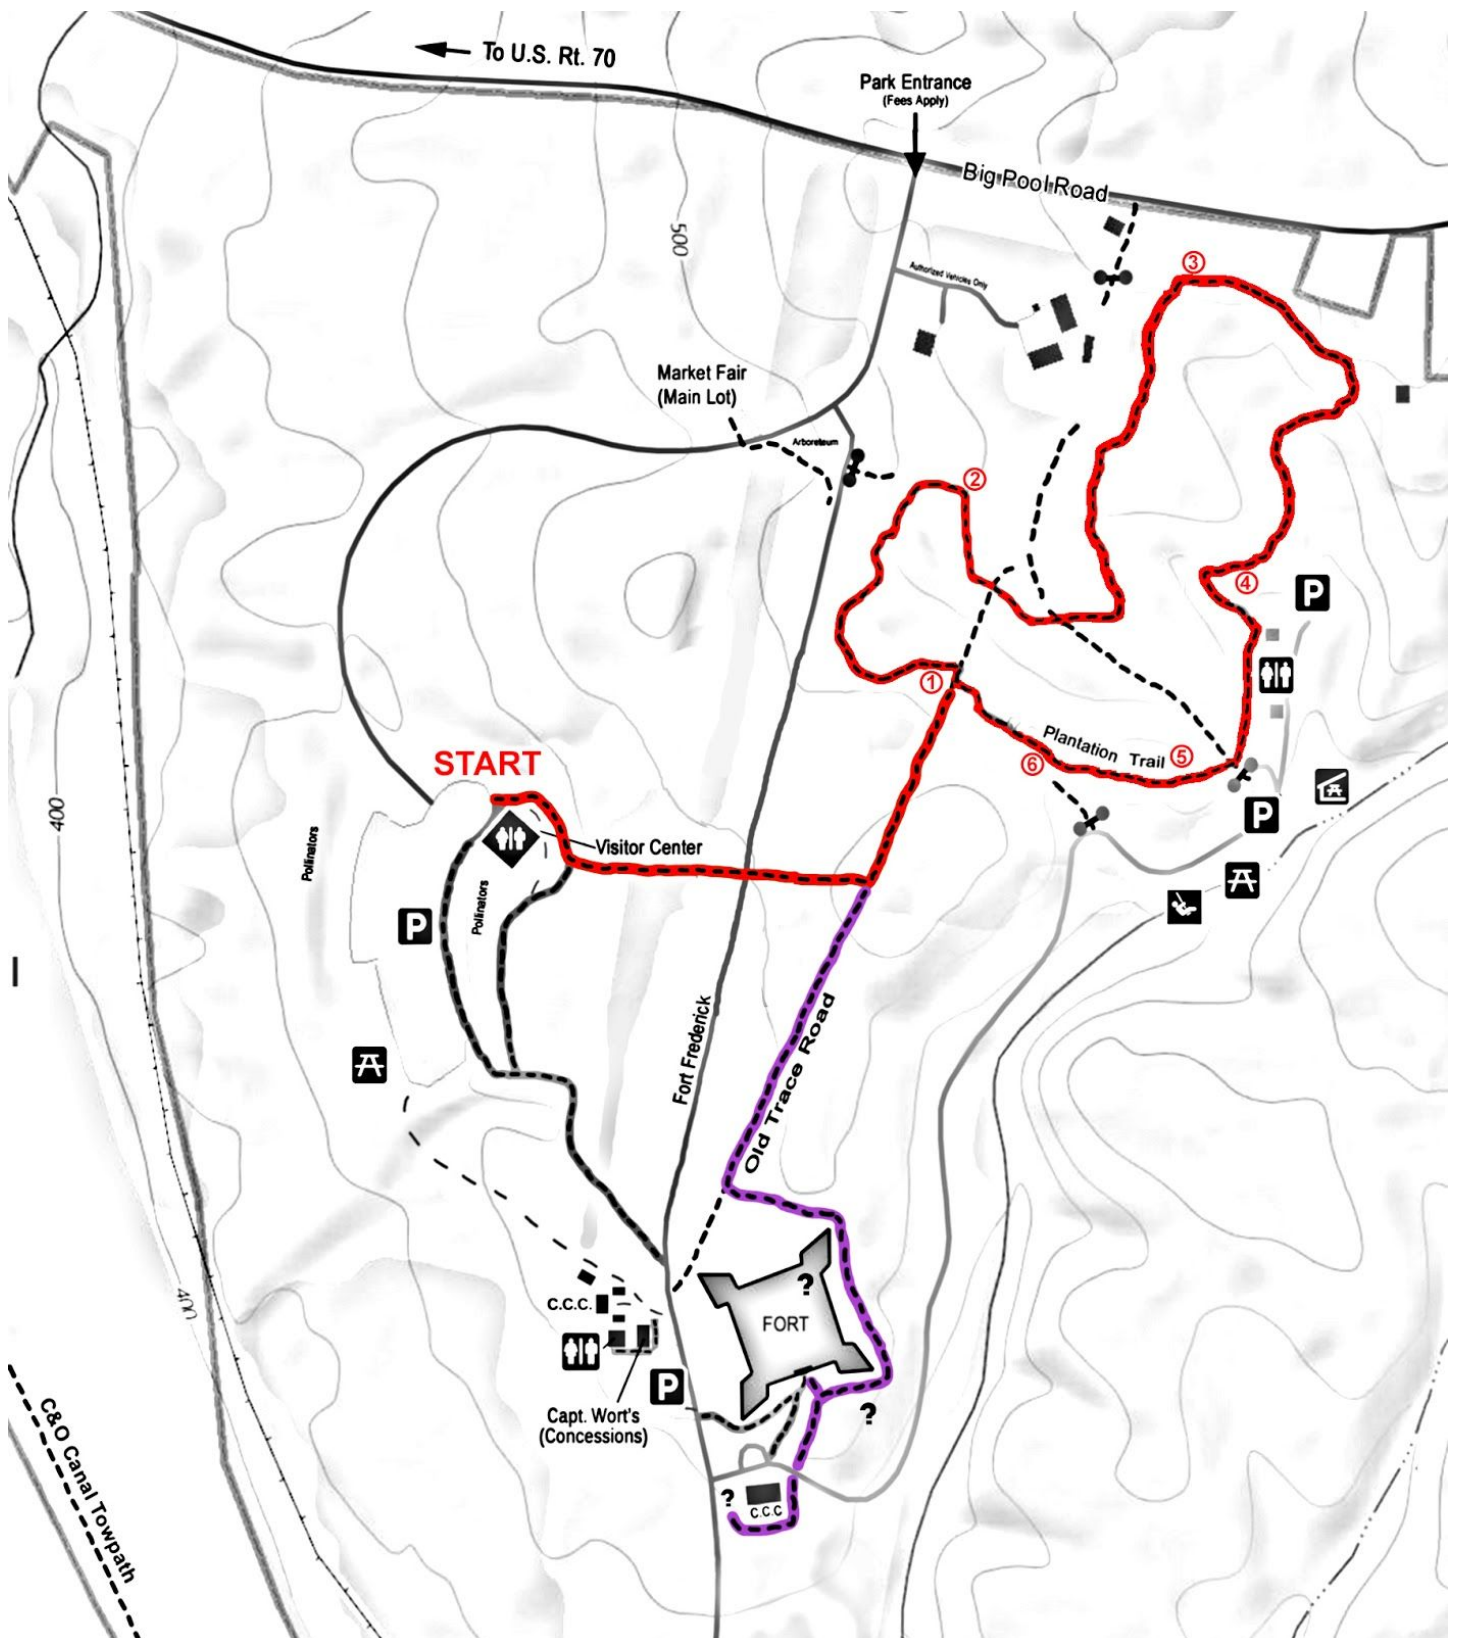 To U.S. Rt. 70
Park Entrance
(Fees Apply)
Big Pool Road
500
③
Authorized Vehicles Only
Market Fair
(Main Lot)
Arboreteum
②
④
P
①
Plantation Trail ⑤
⑥
START
400
Pollinators
Visitor Center
P
Pollinators
P
Fort Frederick
Old Trace Road
400
C.C.C.
?
FORT
P
Capt. Wort's
(Concessions)
?
C&O Canal Towpath
?
C.C.C